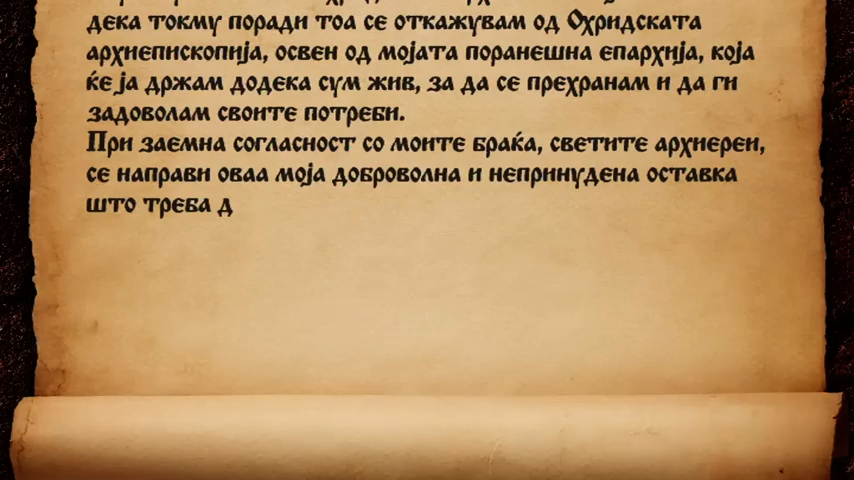 дека токму поради тоа се откажувам од Охридската
архиепископија, освен од мојата поранешна епархија, која
ќе ја држам додека сум жив, за да се прехранам и да ги
задоволам своите потреби.
При заемна согласност со моите браќа, светите архиереи,
се направи оваа моја доброволна и непринудена оставка
што треба д